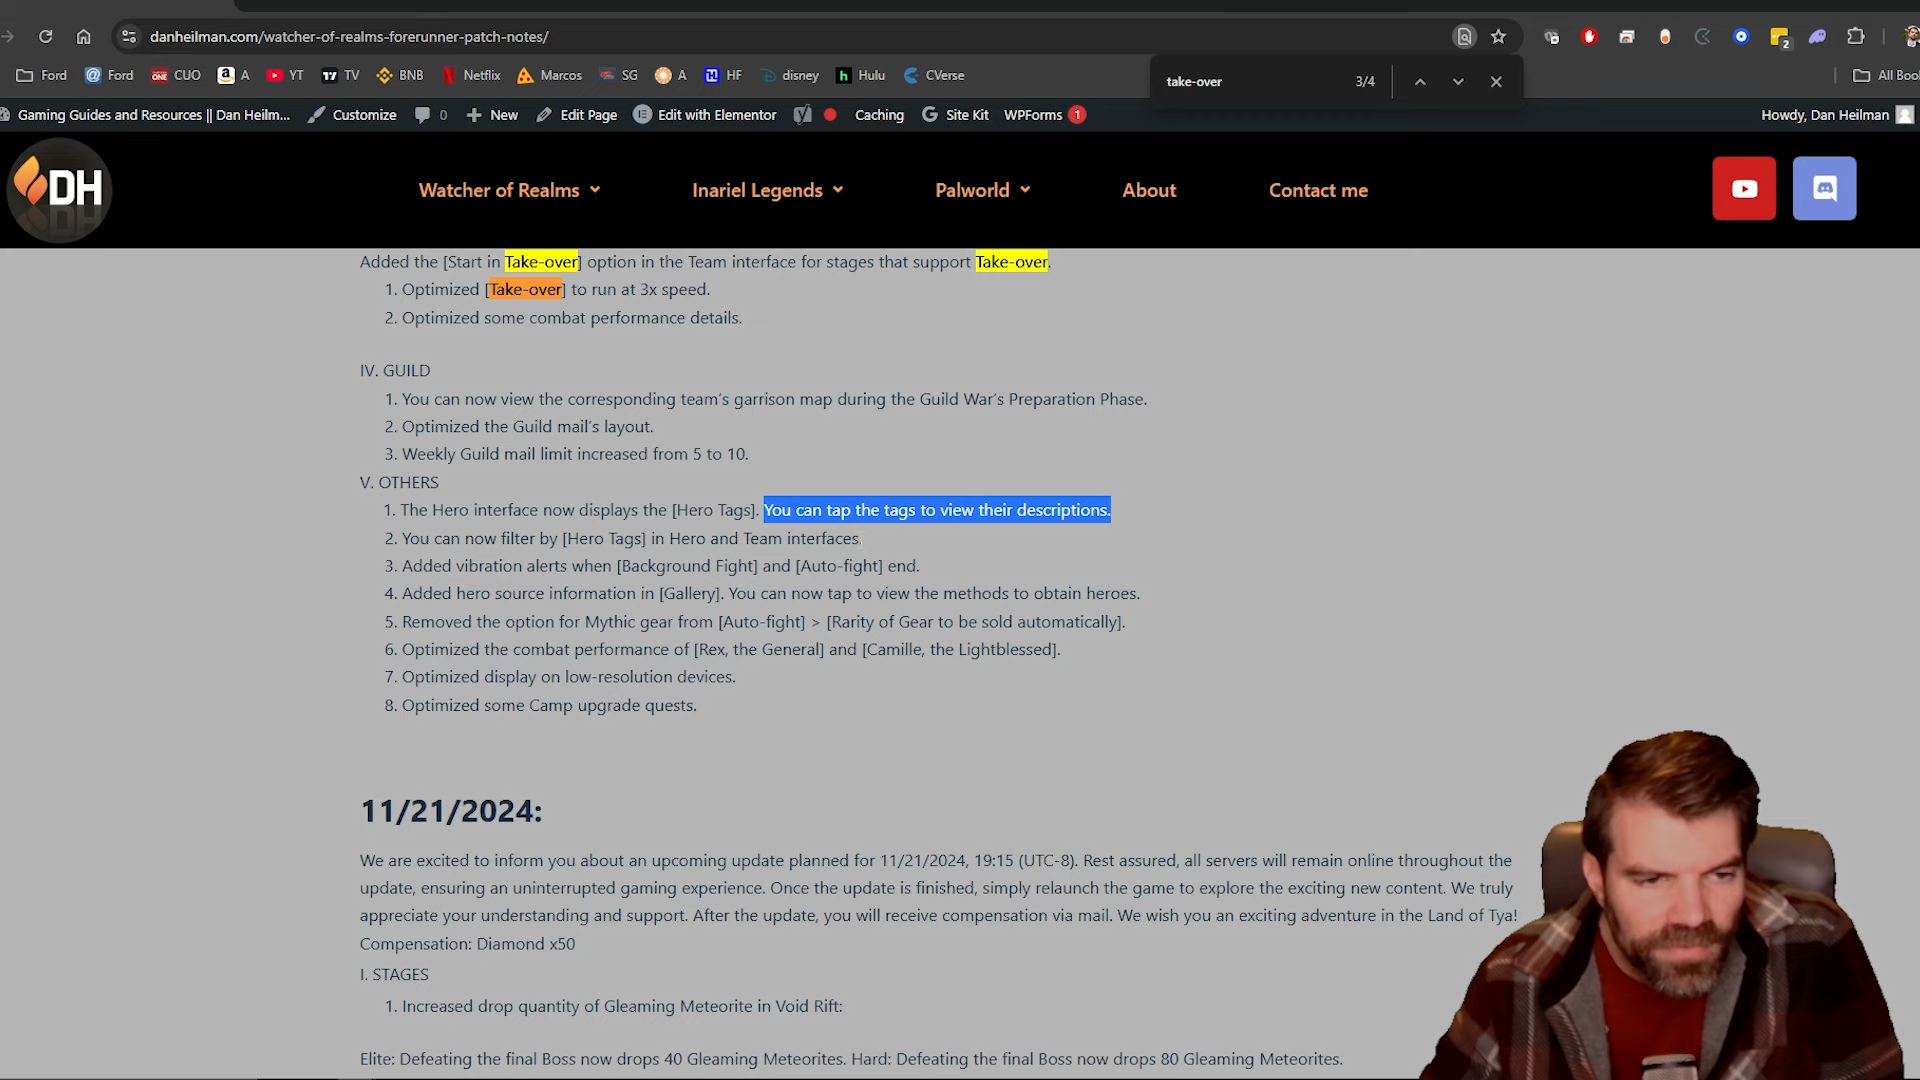 danheilman.com/watcher-of-realms-forerunner-patch-notes/
take-over 3/4
Ford
Ford
CUO
A
YT
TV
BNB
Netflix
Marcos
SG
A
HF
disney
Hulu
CVerse
All Boo
Gaming Guides and Resources || Dan Heilm...
Customize
0
New
Edit Page
Edit with Elementor
Caching
Site Kit
WPForms 1
Howdy, Dan Heilman
DH
Watcher of Realms
Inariel Legends
Palworld
About
Contact me
Added the [Start in Take-over] option in the Team interface for stages that support Take-over.
1. Optimized [Take-over] to run at 3x speed.
2. Optimized some combat performance details.
IV. GUILD
1. You can now view the corresponding team's garrison map during the Guild War's Preparation Phase.
2. Optimized the Guild mail's layout.
3. Weekly Guild mail limit increased from 5 to 10.
V. OTHERS
1. The Hero interface now displays the [Hero Tags]. You can tap the tags to view their descriptions.
2. You can now filter by [Hero Tags] in Hero and Team interfaces.
3. Added vibration alerts when [Background Fight] and [Auto-fight] end.
4. Added hero source information in [Gallery]. You can now tap to view the methods to obtain heroes.
5. Removed the option for Mythic gear from [Auto-fight] > [Rarity of Gear to be sold automatically].
6. Optimized the combat performance of [Rex, the General] and [Camille, the Lightblessed].
7. Optimized display on low-resolution devices.
8. Optimized some Camp upgrade quests.
11/21/2024:
We are excited to inform you about an upcoming update planned for 11/21/2024, 19:15 (UTC-8). Rest assured, all servers will remain online throughout the
update, ensuring an uninterrupted gaming experience. Once the update is finished, simply relaunch the game to explore the exciting new content. We truly
appreciate your understanding and support. After the update, you will receive compensation via mail. We wish you an exciting adventure in the Land of Tya!
Compensation: Diamond x50
I. STAGES
1. Increased drop quantity of Gleaming Meteorite in Void Rift:
Elite: Defeating the final Boss now drops 40 Gleaming Meteorites. Hard: Defeating the final Boss now drops 80 Gleaming Meteorites.